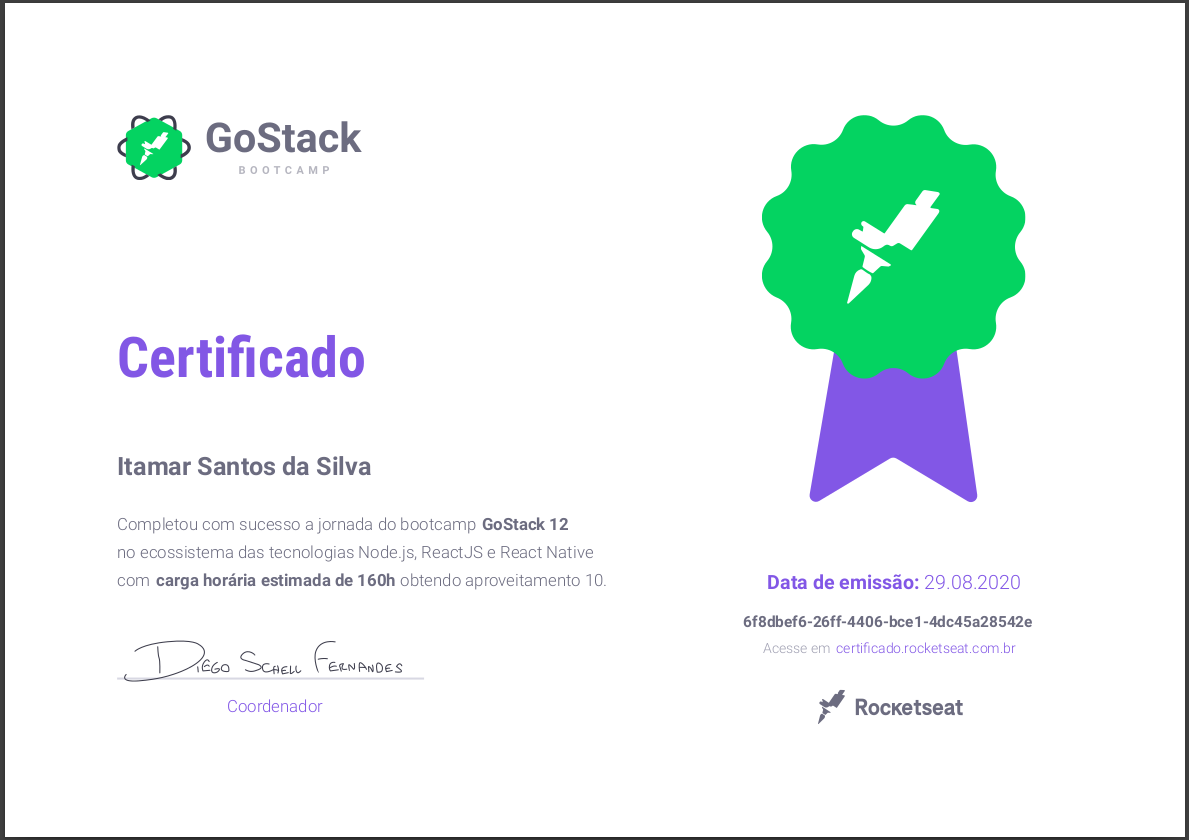 GoStack
BOOTCAMP
Certificado
Itamar Santos da Silva
Completou com sucesso a jornada do bootcamp GoStack 12
no ecossistema das tecnologias Node.js, ReactJS e React Native
com carga horária estimada de 160h obtendo aproveitamento 10.
Diego Schell Fernandes
Coordenador
Data de emissão: 29.08.2020
6f8dbef6-26ff-4406-bce1-4dc45a28542e
Acesse em certificado.rocketseat.com.br
Rocketseat